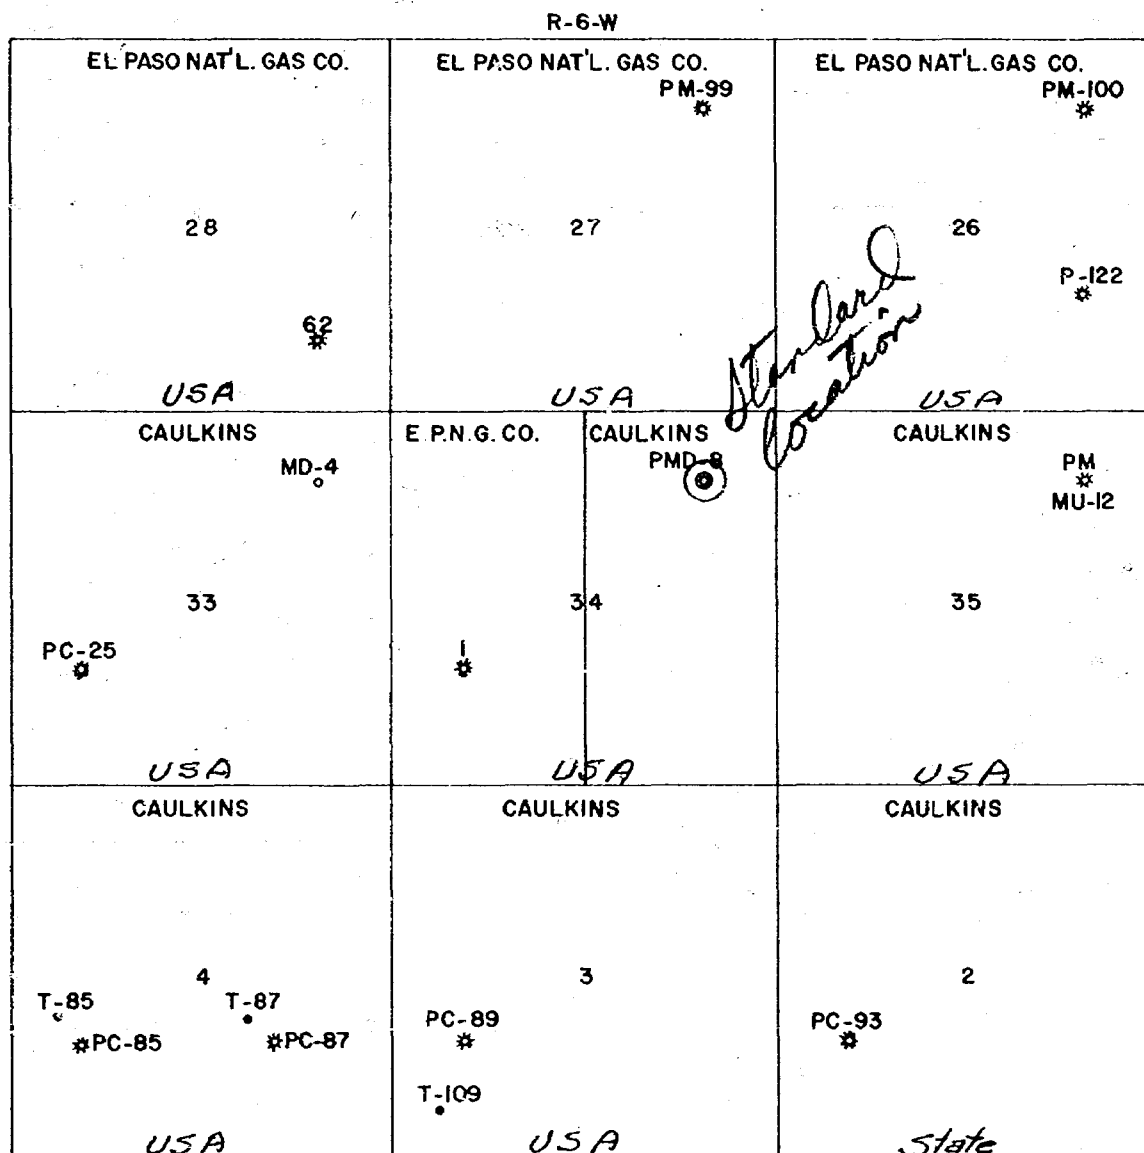 R-6-W
EL PASO NAT'L. GAS CO.
28
62
USA
EL PASO NAT'L. GAS CO.
PM-99
27
USA
EL PASO NAT'L. GAS CO.
PM-100
26
P-122
USA
Standard
Location
CAULKINS
MD-4
33
PC-25
USA
E.P.N.G. CO.
CAULKINS
PMD-8
34
1
USA
CAULKINS
PM
MU-12
35
USA
CAULKINS
4
T-85
T-87
PC-85
PC-87
USA
CAULKINS
3
PC-89
T-109
USA
CAULKINS
2
PC-93
State